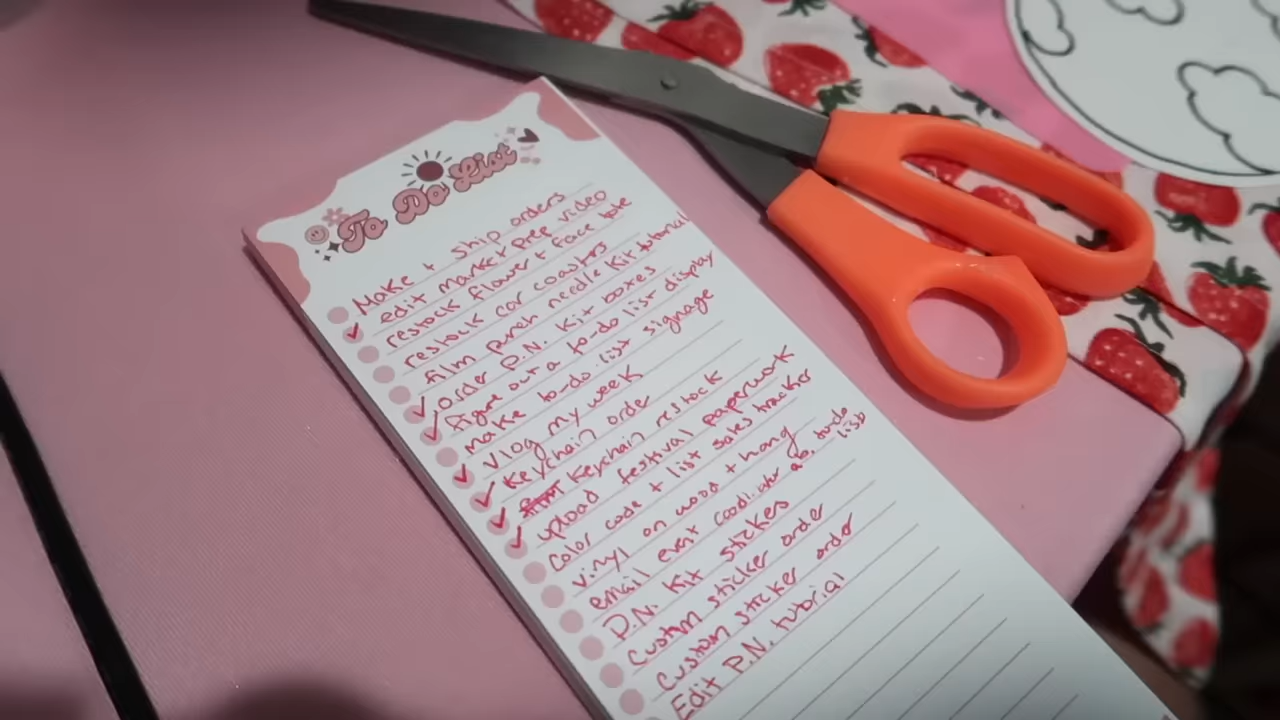 To Do List
Make + ship orders
edit market prep video
restock flower + face tote
restock car coasters
film punch needle kit tutorial
order P.N. kit boxes
figure out a to-do list display
make to-do list signage
vlog my week
keychain order
keychain restock
upload festival paperwork
Color code + list sales tracker
vinyl on wood + hang
email event coodinator ab. to-do list
P.N. kit stickes
Custom sticker order
Custom sticker order
Edit P.N. tutorial